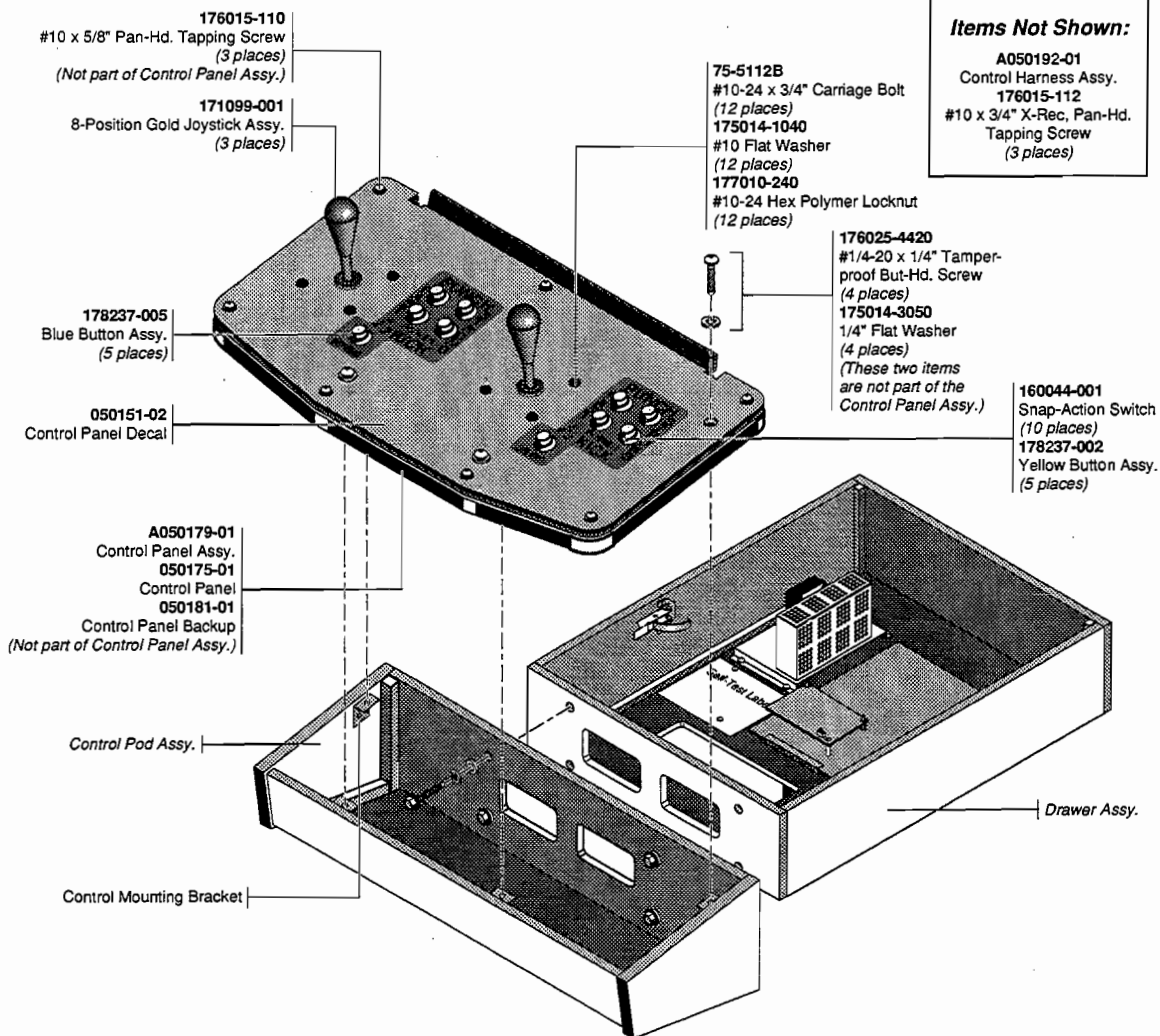 176015-110
#10 x 5/8" Pan-Hd. Tapping Screw
(3 places)
(Not part of Control Panel Assy.)
171099-001
8-Position Gold Joystick Assy.
(3 places)
178237-005
Blue Button Assy.
(5 places)
050151-02
Control Panel Decal
A050179-01
Control Panel Assy.
050175-01
Control Panel
050181-01
Control Panel Backup
(Not part of Control Panel Assy.)
Control Pod Assy.
Control Mounting Bracket
75-5112B
#10-24 x 3/4" Carriage Bolt
(12 places)
175014-1040
#10 Flat Washer
(12 places)
177010-240
#10-24 Hex Polymer Locknut
(12 places)
Items Not Shown:
A050192-01
Control Harness Assy.
176015-112
#10 x 3/4" X-Rec, Pan-Hd.
Tapping Screw
(3 places)
176025-4420
#1/4-20 x 1/4" Tamper-
proof But-Hd. Screw
(4 places)
175014-3050
1/4" Flat Washer
(4 places)
(These two items
are not part of the
Control Panel Assy.)
160044-001
Snap-Action Switch
(10 places)
178237-002
Yellow Button Assy.
(5 places)
Self-Test Label
Drawer Assy.